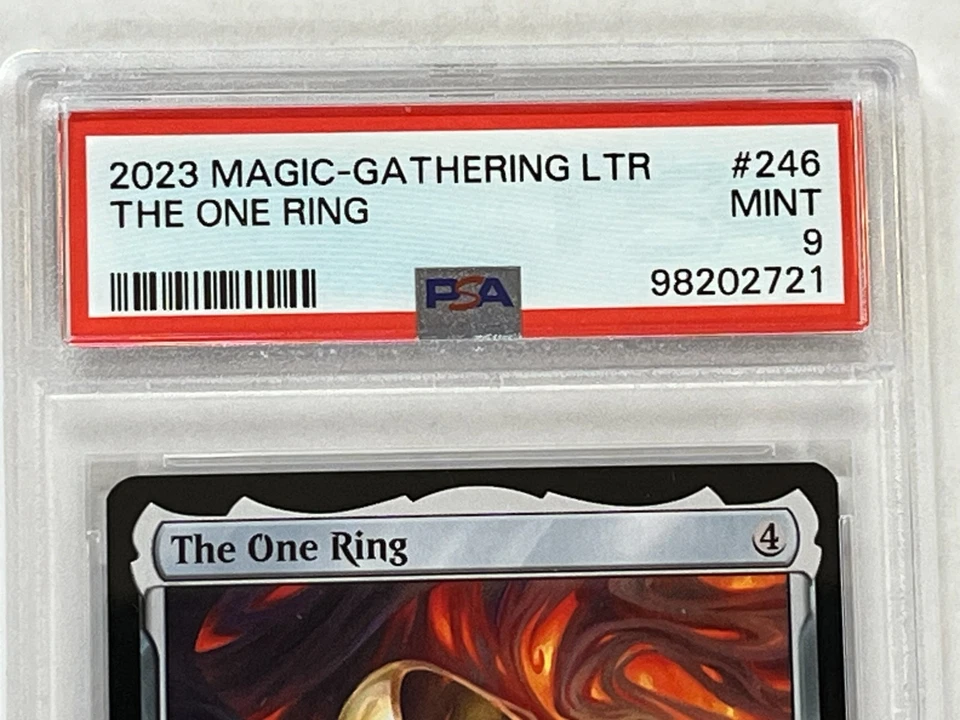 2023 MAGIC-GATHERING LTR #246
THE ONE RING MINT
9
PSA 98202721
The One Ring 4